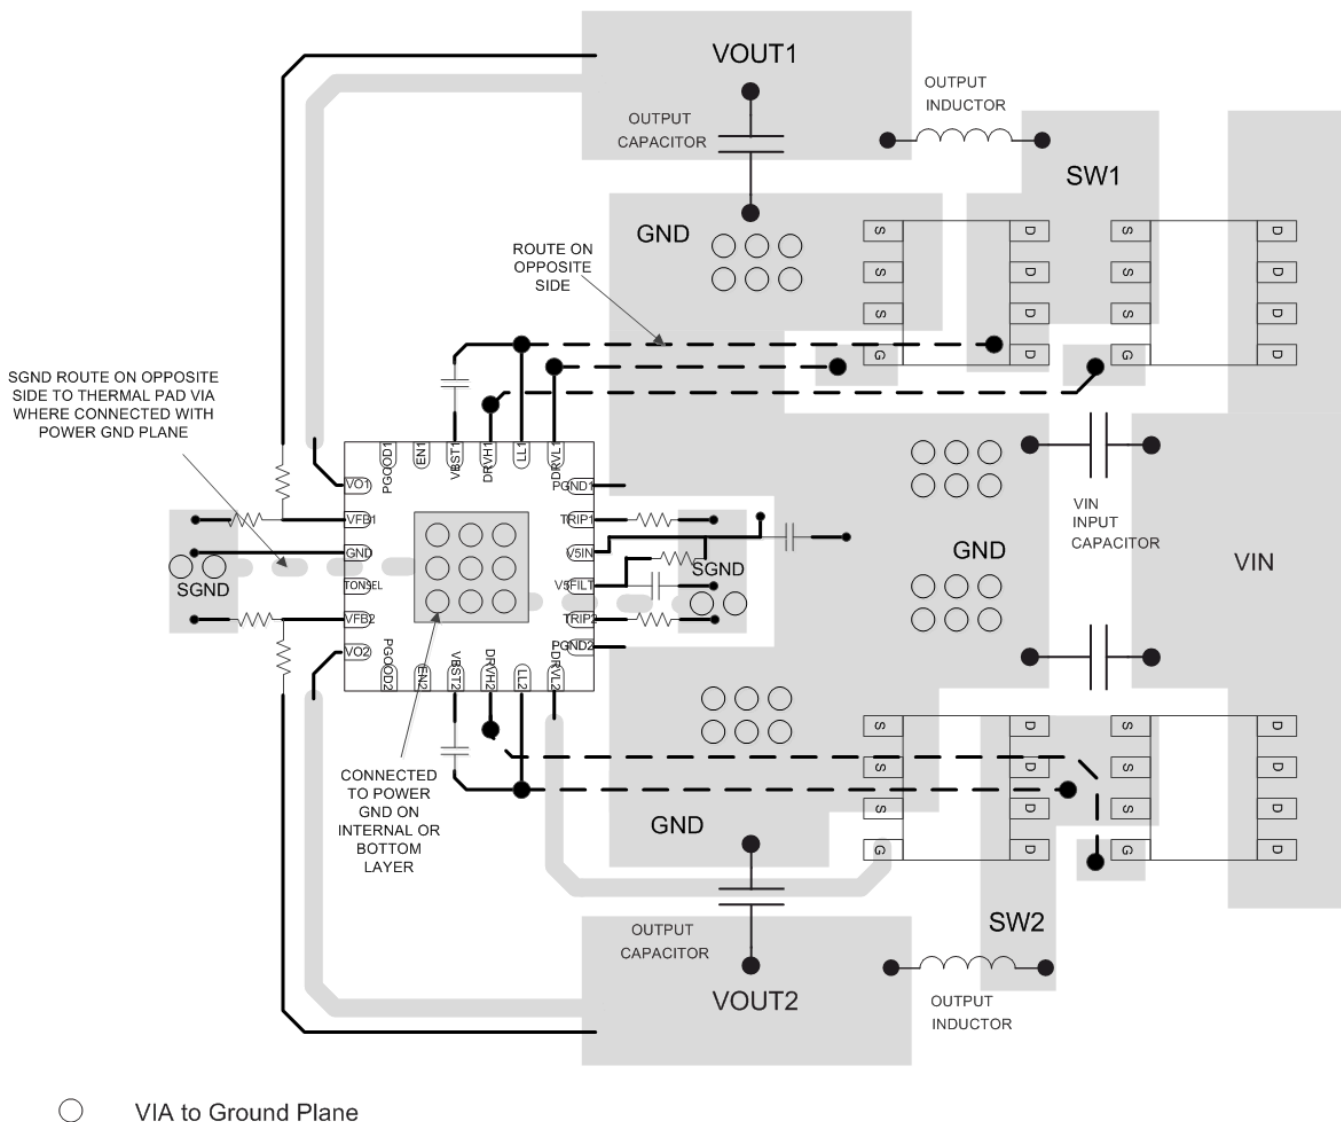 VOUT1
OUTPUT
CAPACITOR
OUTPUT
INDUCTOR
SW1
GND
ROUTE ON
OPPOSITE
SIDE
S
S
S
G
D
D
D
D
S
S
S
G
D
D
D
D
SGND ROUTE ON OPPOSITE
SIDE TO THERMAL PAD VIA
WHERE CONNECTED WITH
POWER GND PLANE
PGOOD1
EN1
VBST1
DRVH1
LL1
DRVL1
VO1
VFB1
GND
TONSEL
VFB2
VO2
PGND1
TRIP1
V5IN
V5FILT
TRIP2
PGND2
PGOOD2
EN2
VBST2
DRVH2
LL2
DRVL2
SGND
SGND
VIN
INPUT
CAPACITOR
GND
VIN
CONNECTED
TO POWER
GND ON
INTERNAL OR
BOTTOM
LAYER
S
S
S
G
D
D
D
D
S
S
S
G
D
D
D
D
GND
OUTPUT
CAPACITOR
SW2
VOUT2
OUTPUT
INDUCTOR
VIA to Ground Plane